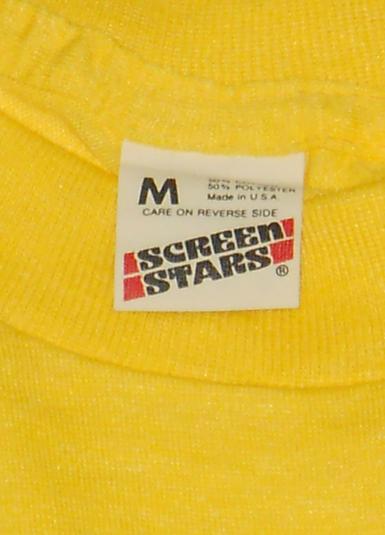 M
50% POLYESTER
Made in U.S.A.
CARE ON REVERSE SIDE
SCREEN
STARS ®